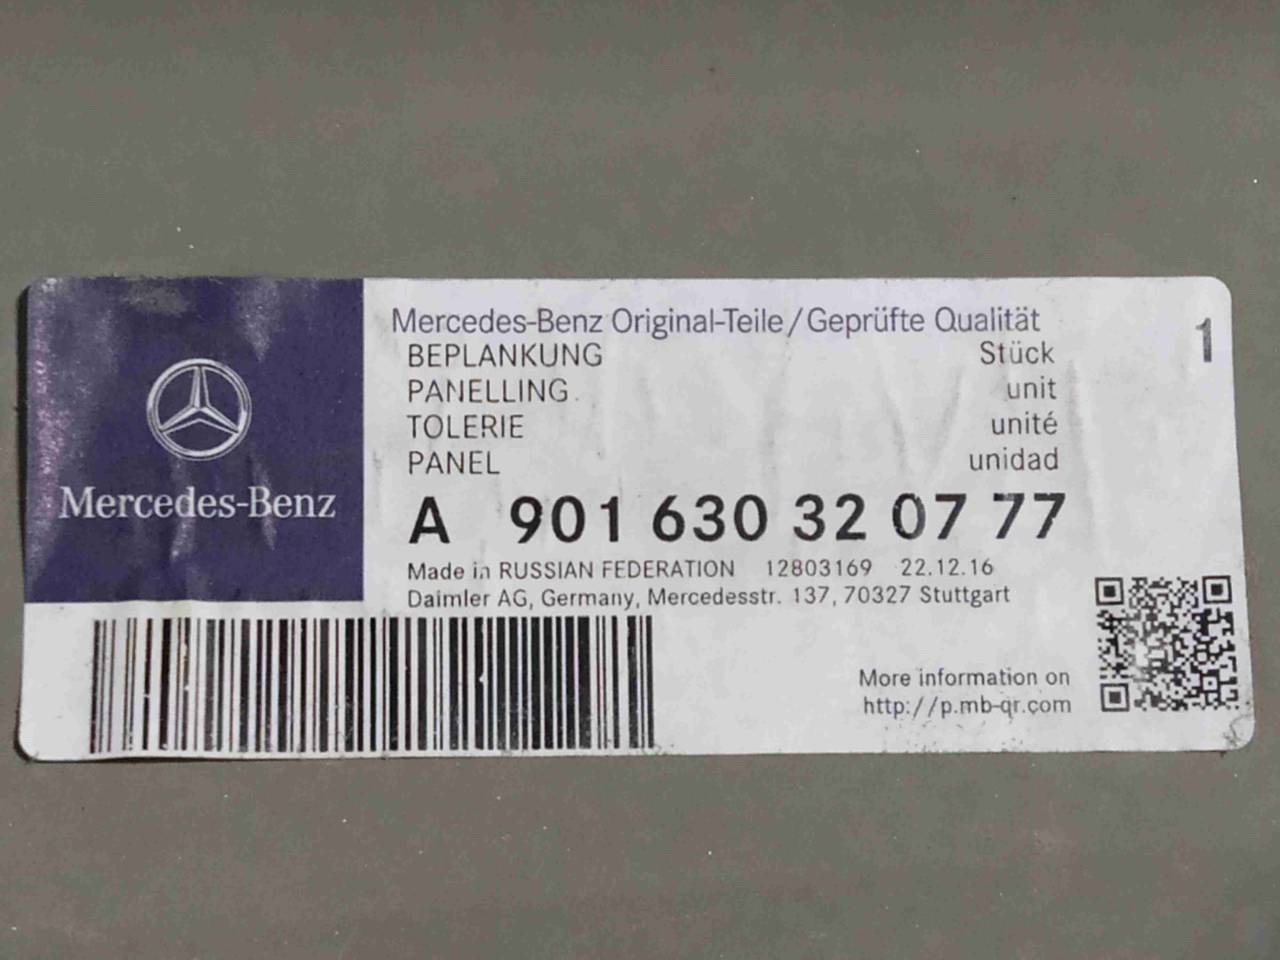 Mercedes-Benz
Mercedes-Benz Original-Teile/Geprüfte Qualität
BEPLANKUNG Stück 1
PANELLING unit
TOLERIE unité
PANEL unidad
A 901 630 32 07 77
Made in RUSSIAN FEDERATION 12803169 22.12.16
Daimler AG, Germany, Mercedesstr. 137, 70327 Stuttgart
More information on
http://p.mb-qr.com